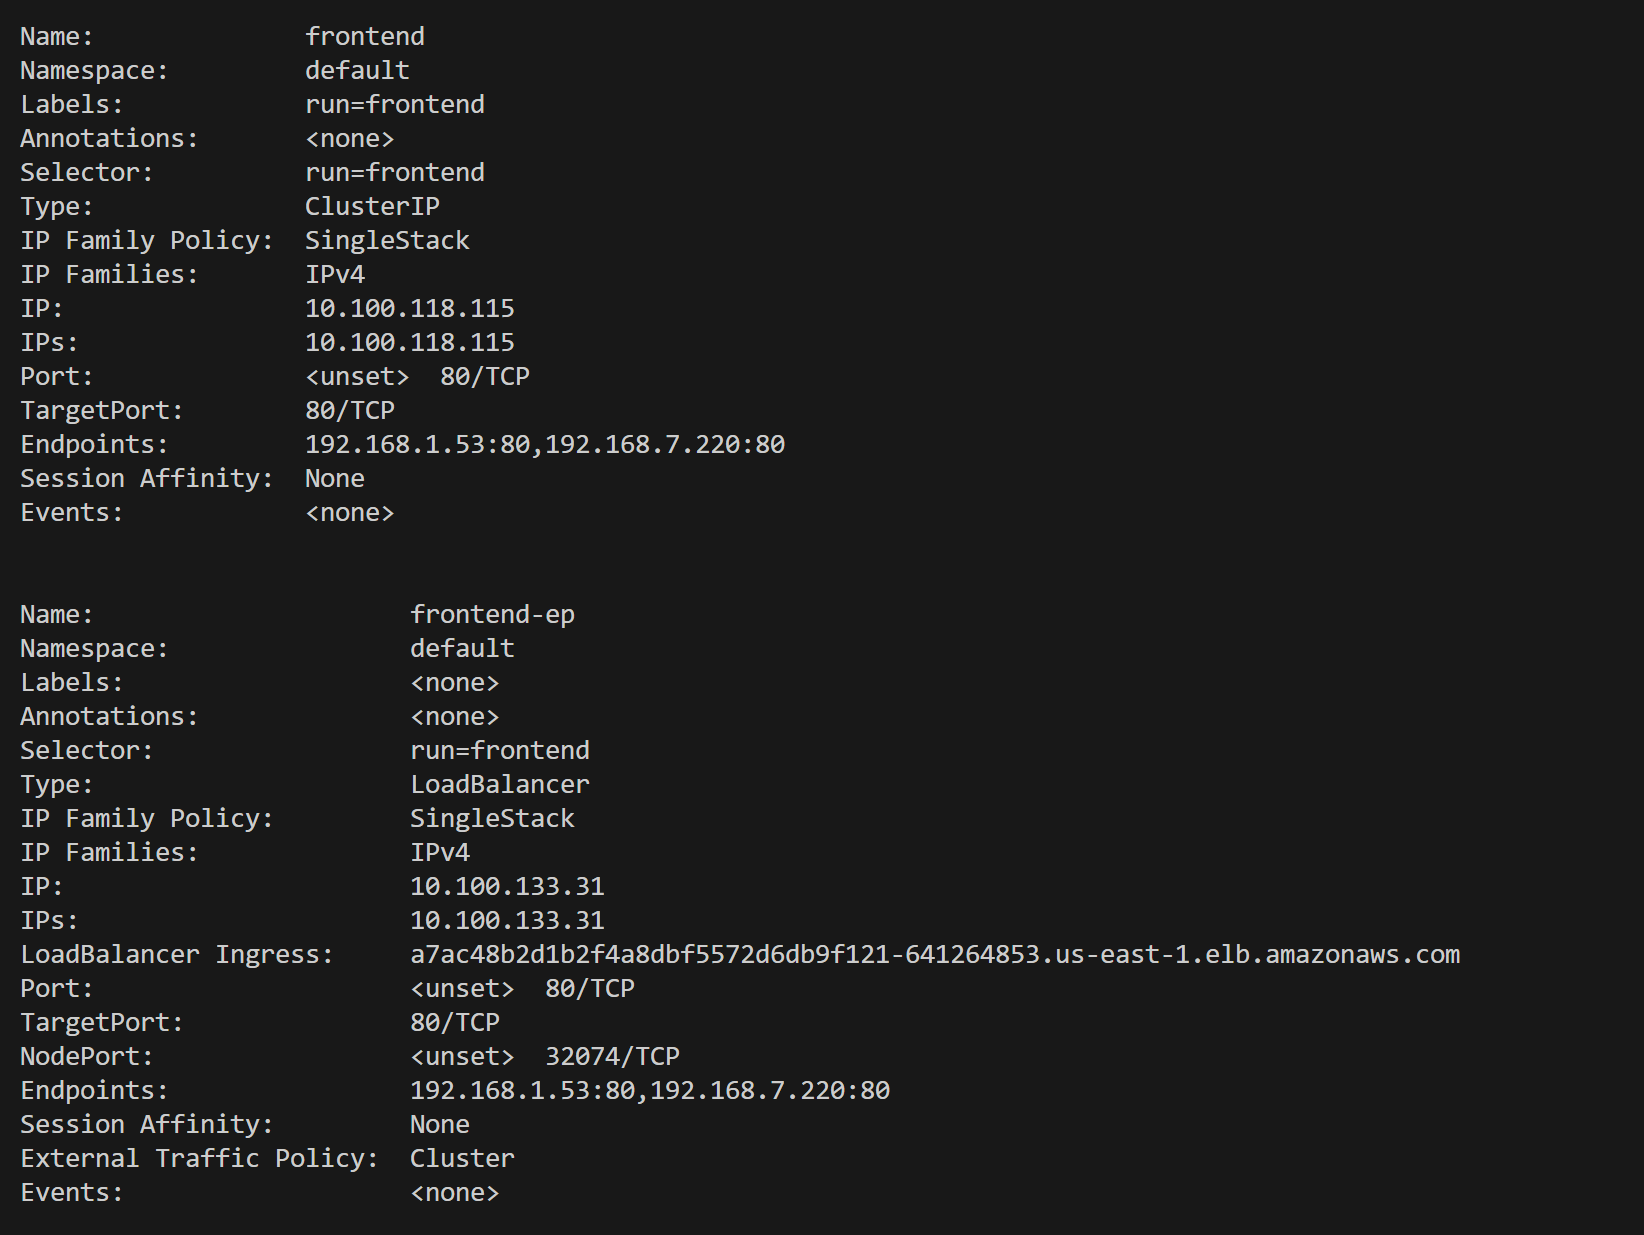 Name:              frontend
Namespace:         default
Labels:            run=frontend
Annotations:       <none>
Selector:          run=frontend
Type:              ClusterIP
IP Family Policy:  SingleStack
IP Families:       IPv4
IP:                10.100.118.115
IPs:               10.100.118.115
Port:              <unset>  80/TCP
TargetPort:        80/TCP
Endpoints:         192.168.1.53:80,192.168.7.220:80
Session Affinity:  None
Events:            <none>
Name:                     frontend-ep
Namespace:                default
Labels:                   <none>
Annotations:              <none>
Selector:                 run=frontend
Type:                     LoadBalancer
IP Family Policy:         SingleStack
IP Families:              IPv4
IP:                       10.100.133.31
IPs:                      10.100.133.31
LoadBalancer Ingress:     a7ac48b2d1b2f4a8dbf5572d6db9f121-641264853.us-east-1.elb.amazonaws.com
Port:                     <unset>  80/TCP
TargetPort:               80/TCP
NodePort:                 <unset>  32074/TCP
Endpoints:                192.168.1.53:80,192.168.7.220:80
Session Affinity:         None
External Traffic Policy:  Cluster
Events:                   <none>